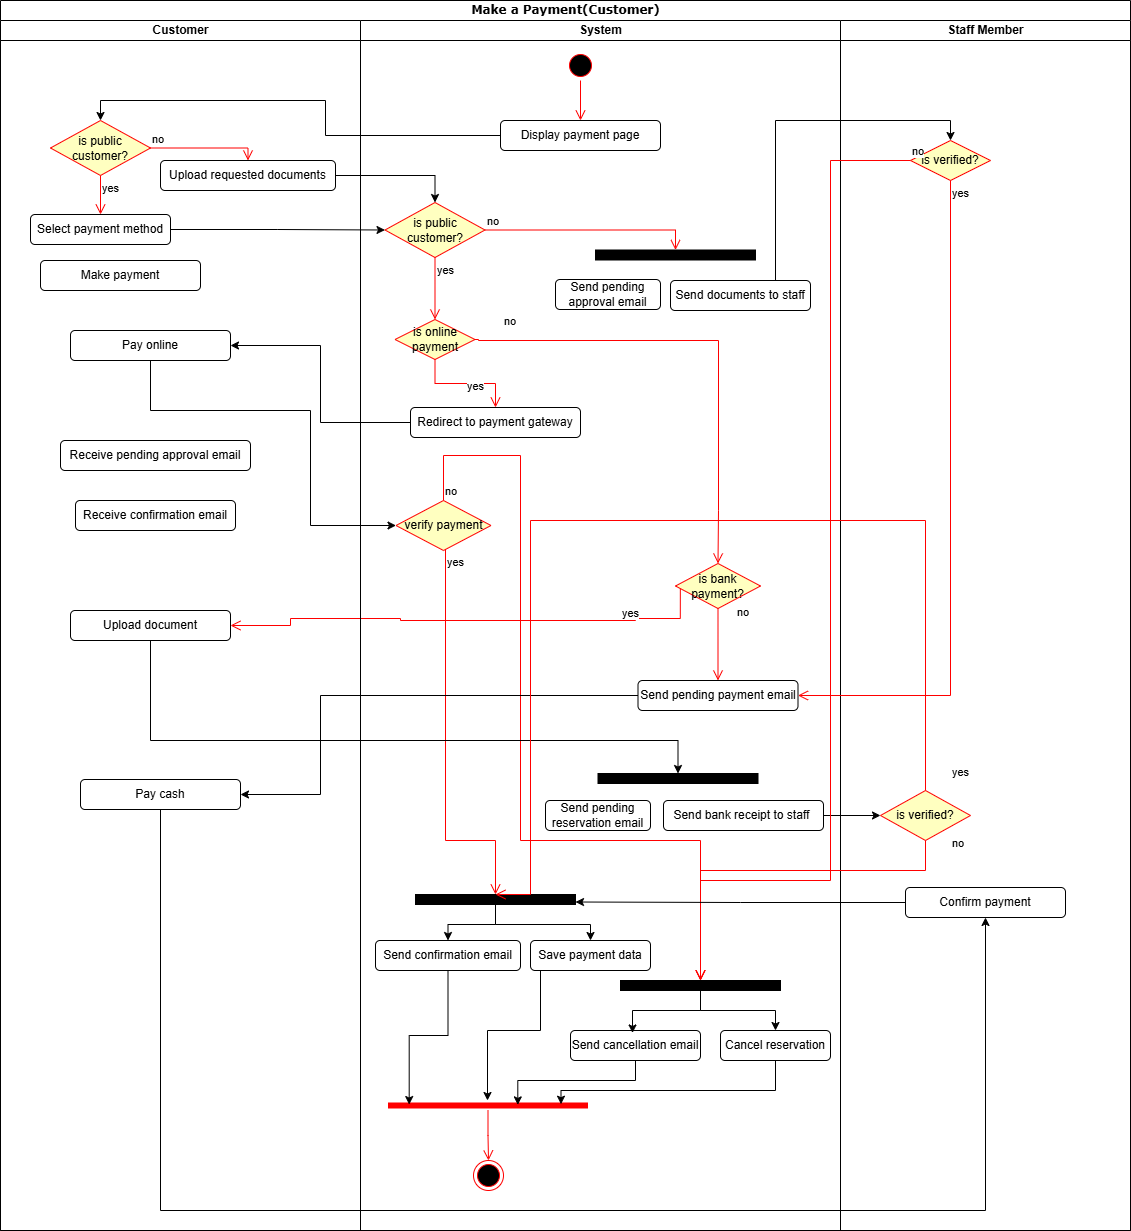 Make a Payment(Customer)
Customer
System
Staff Member
Display payment page
is public
customer?
no
yes
Upload requested documents
Select payment method
Make payment
is public
customer?
no
yes
no
is verified?
yes
Send pending
approval email
Send documents to staff
is online
payment
no
yes
Pay online
Redirect to payment gateway
Receive pending approval email
Receive confirmation email
no
verify payment
yes
is bank
payment?
yes
no
Upload document
Send pending payment email
Pay cash
Send pending
reservation email
Send bank receipt to staff
yes
is verified?
no
Confirm payment
Send confirmation email
Save payment data
Send cancellation email
Cancel reservation